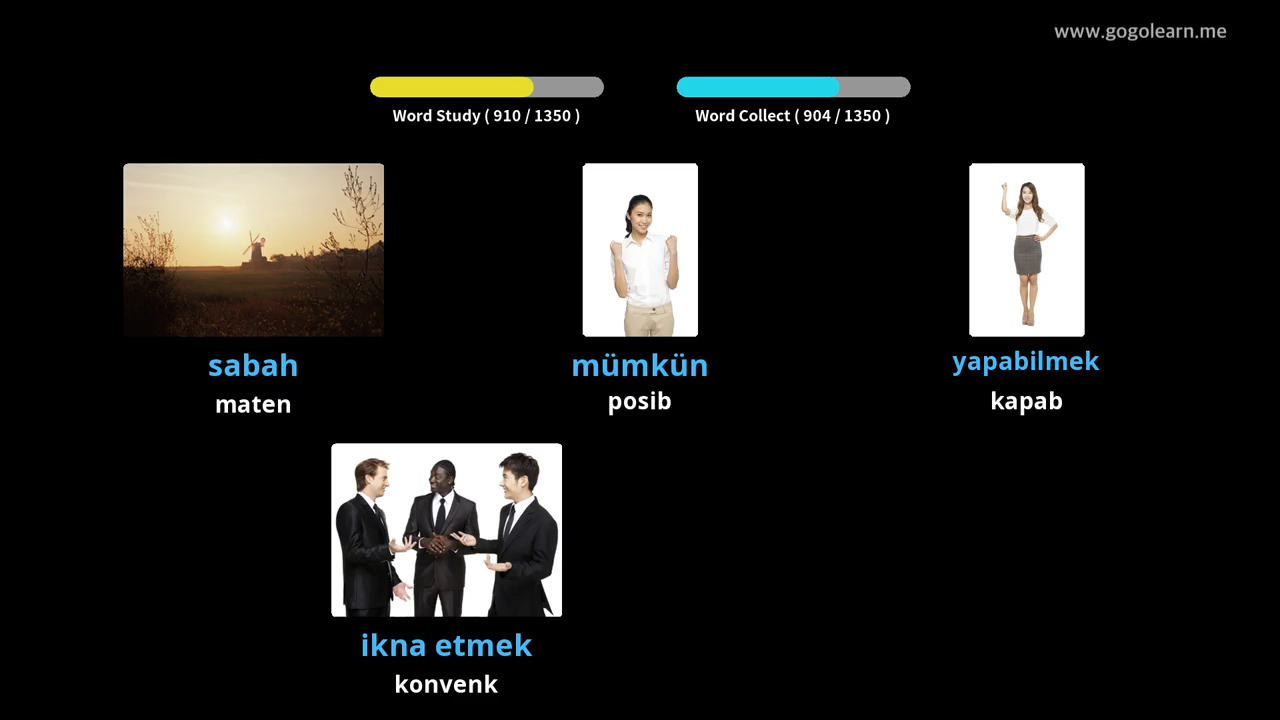 www.gogolearn.me
Word Study ( 910 / 1350 )
Word Collect ( 904 / 1350 )
sabah
maten
mümkün
posib
yapabilmek
kapab
ikna etmek
konvenk